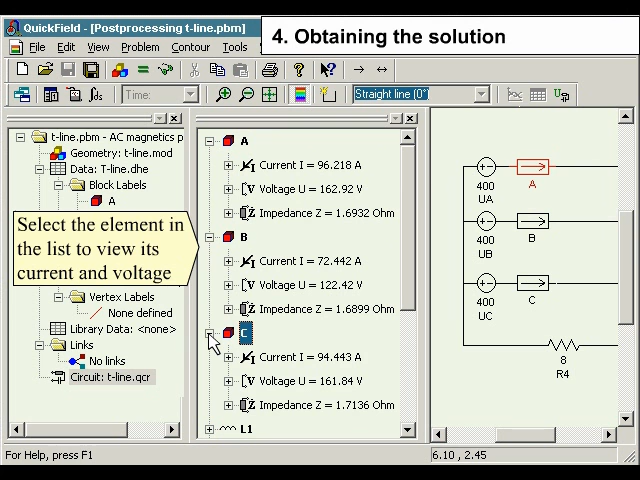 QuickField - [Postprocessing t-line.pbm]
4. Obtaining the solution
File Edit View Problem Element Contour Tools
Time:
Straight line (0°)
t-line.pbm - AC magnetics p
Geometry: t-line.mod
Data: T-line.dhe
Block Labels
A
Select the element in
the list to view its
current and voltage
Vertex Labels
None defined
Library Data: <none>
Links
No links
Circuit: t-line.qcr
A
Current I = 96.218 A
Voltage U = 162.92 V
Impedance Z = 1.6932 Ohm
B
Current I = 72.442 A
Voltage U = 122.42 V
Impedance Z = 1.6899 Ohm
C
Current I = 94.443 A
Voltage U = 161.84 V
Impedance Z = 1.7136 Ohm
L1
400
UA
A
400
UB
B
400
UC
C
8
R4
For Help, press F1
6.10 , 2.45